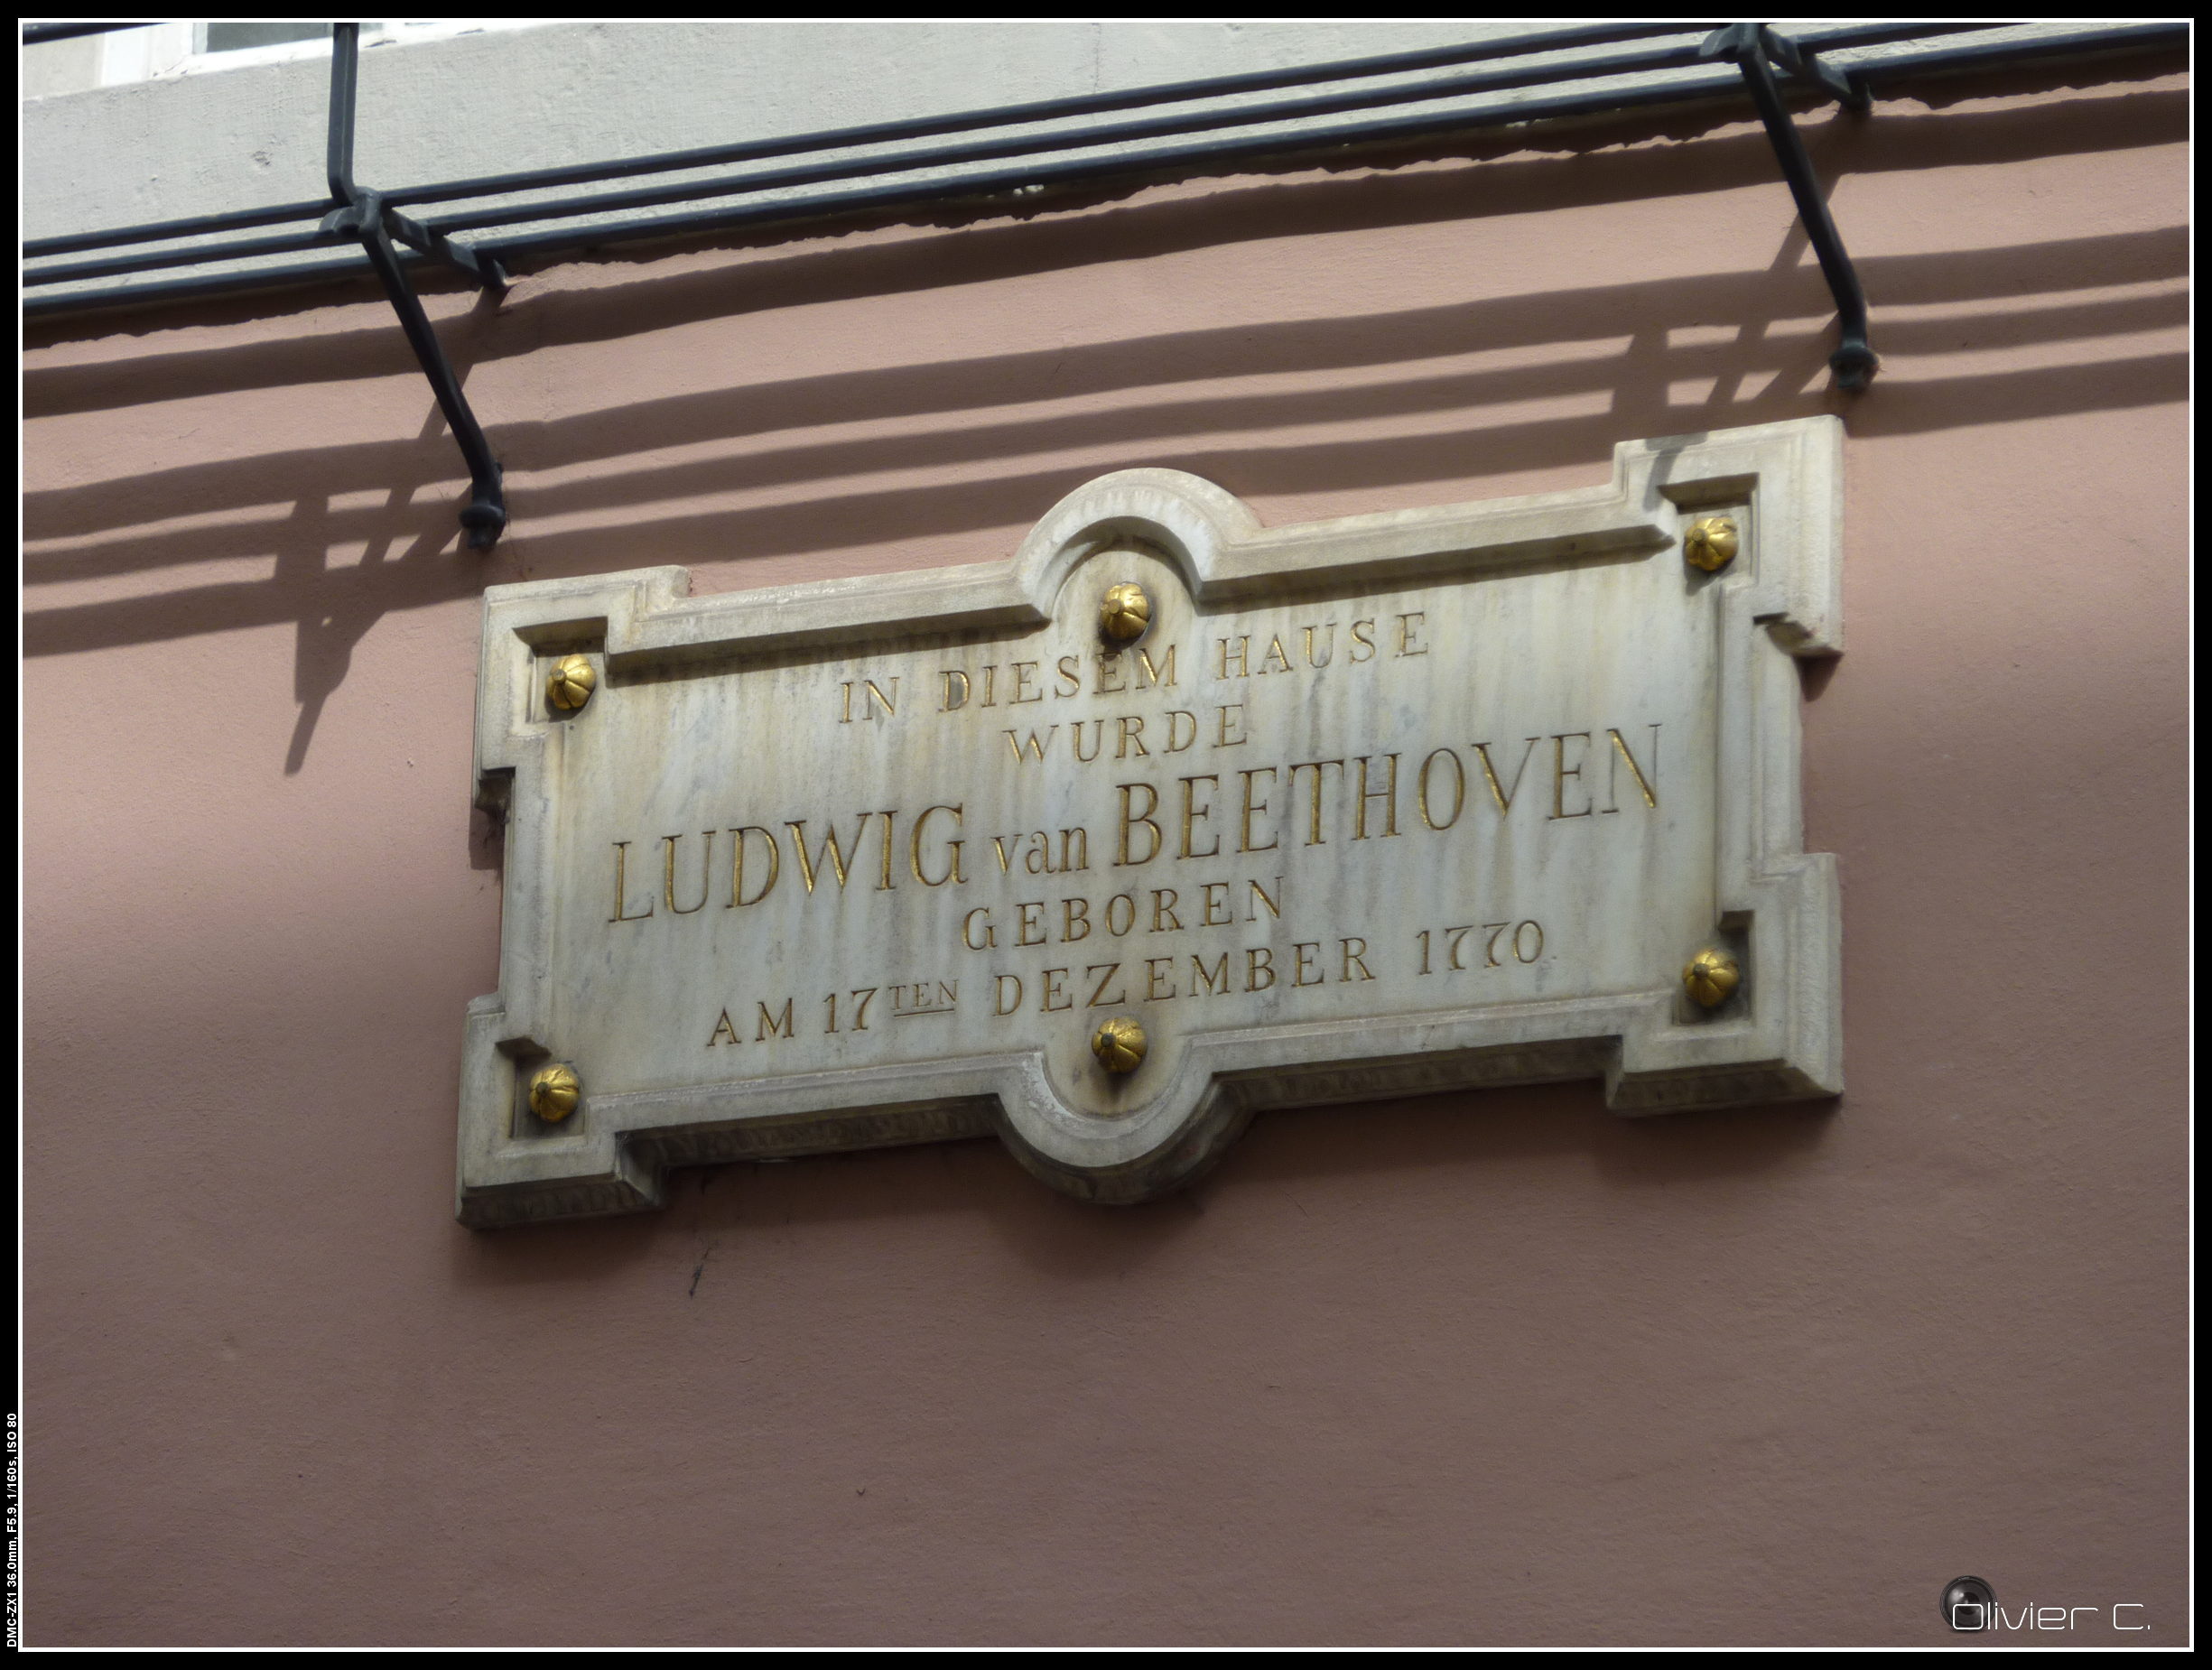 IN DIESEM HAUSE
WURDE
LUDWIG van BEETHOVEN
GEBOREN
AM 17TEN DEZEMBER 1770.
DMC-ZX1 36.0mm, F5.9, 1/160s, ISO 80
Olivier C.